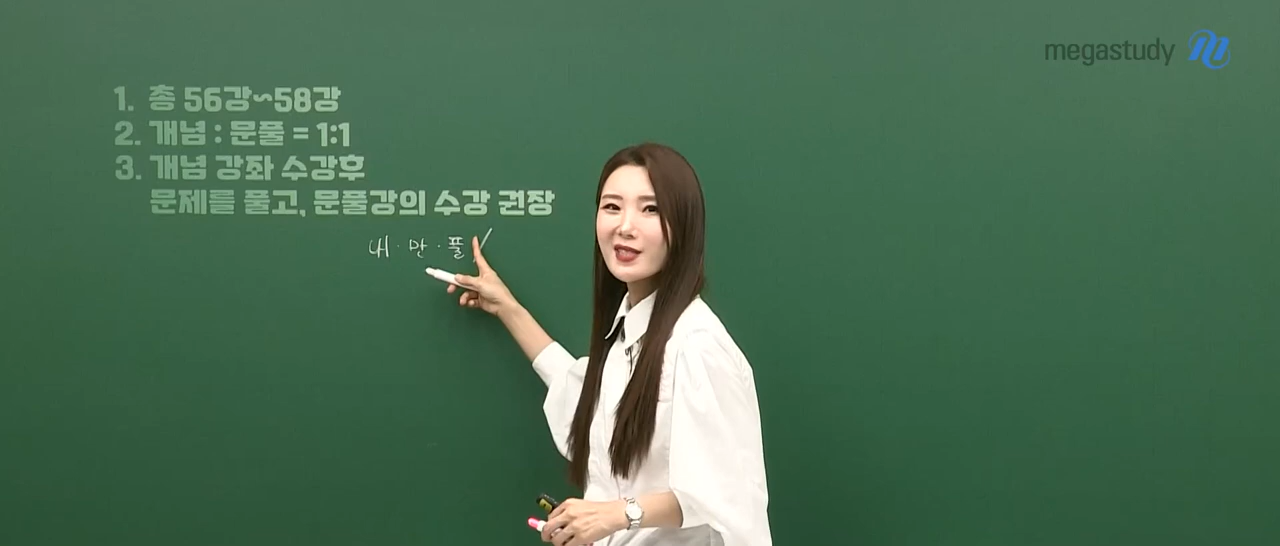 megastudy
1. 총 56강~58강
2. 개념 : 문풀 = 1:1
3. 개념 강좌 수강후
문제를 풀고, 문풀강의 수강 권장
내 · 만 · 풀